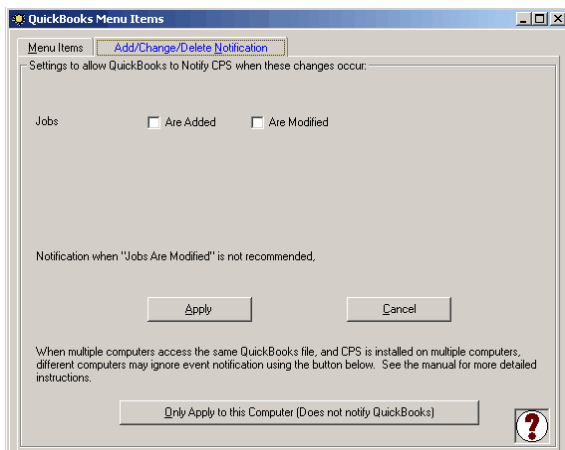 QuickBooks Menu Items
Menu Items Add/Change/Delete Notification
Settings to allow QuickBooks to Notify CPS when these changes occur:
Jobs Are Added Are Modified
Notification when "Jobs Are Modified" is not recommended,
Apply Cancel
When multiple computers access the same QuickBooks file, and CPS is installed on multiple computers,
different computers may ignore event notification using the button below. See the manual for more detailed
instructions.
Only Apply to this Computer (Does not notify QuickBooks)
?